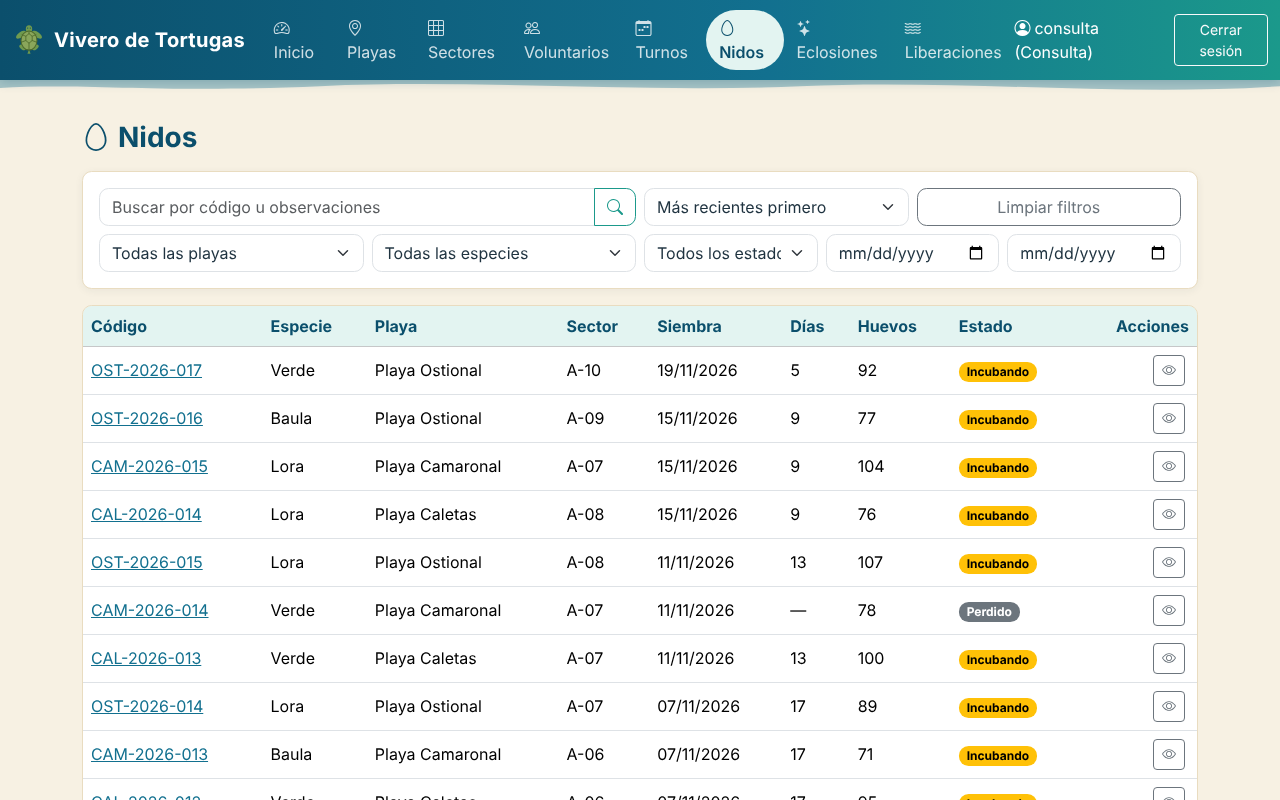 Vivero de Tortugas
Inicio
Playas
Sectores
Voluntarios
Turnos
Nidos
Eclosiones
Liberaciones
consulta
(Consulta)
Cerrar
sesión
Nidos
Buscar por código u observaciones
Más recientes primero
Limpiar filtros
Todas las playas
Todas las especies
Todos los estado
mm/dd/yyyy
mm/dd/yyyy
Código Especie Playa Sector Siembra Días Huevos Estado Acciones
OST-2026-017 Verde Playa Ostional A-10 19/11/2026 5 92 Incubando
OST-2026-016 Baula Playa Ostional A-09 15/11/2026 9 77 Incubando
CAM-2026-015 Lora Playa Camaronal A-07 15/11/2026 9 104 Incubando
CAL-2026-014 Lora Playa Caletas A-08 15/11/2026 9 76 Incubando
OST-2026-015 Lora Playa Ostional A-08 11/11/2026 13 107 Incubando
CAM-2026-014 Verde Playa Camaronal A-07 11/11/2026 — 78 Perdido
CAL-2026-013 Verde Playa Caletas A-07 11/11/2026 13 100 Incubando
OST-2026-014 Lora Playa Ostional A-07 07/11/2026 17 89 Incubando
CAM-2026-013 Baula Playa Camaronal A-06 07/11/2026 17 71 Incubando